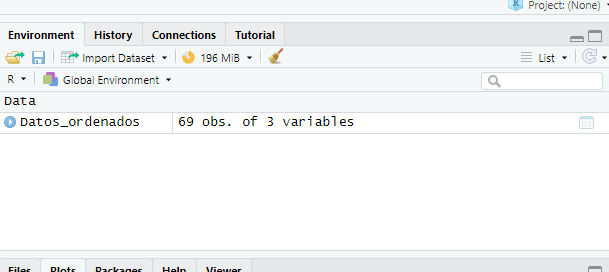 Project: (None)
Environment History Connections Tutorial
Import Dataset 196 MiB List
R Global Environment
Data
Datos_ordenados 69 obs. of 3 variables
Files Plots Packages Help Viewer